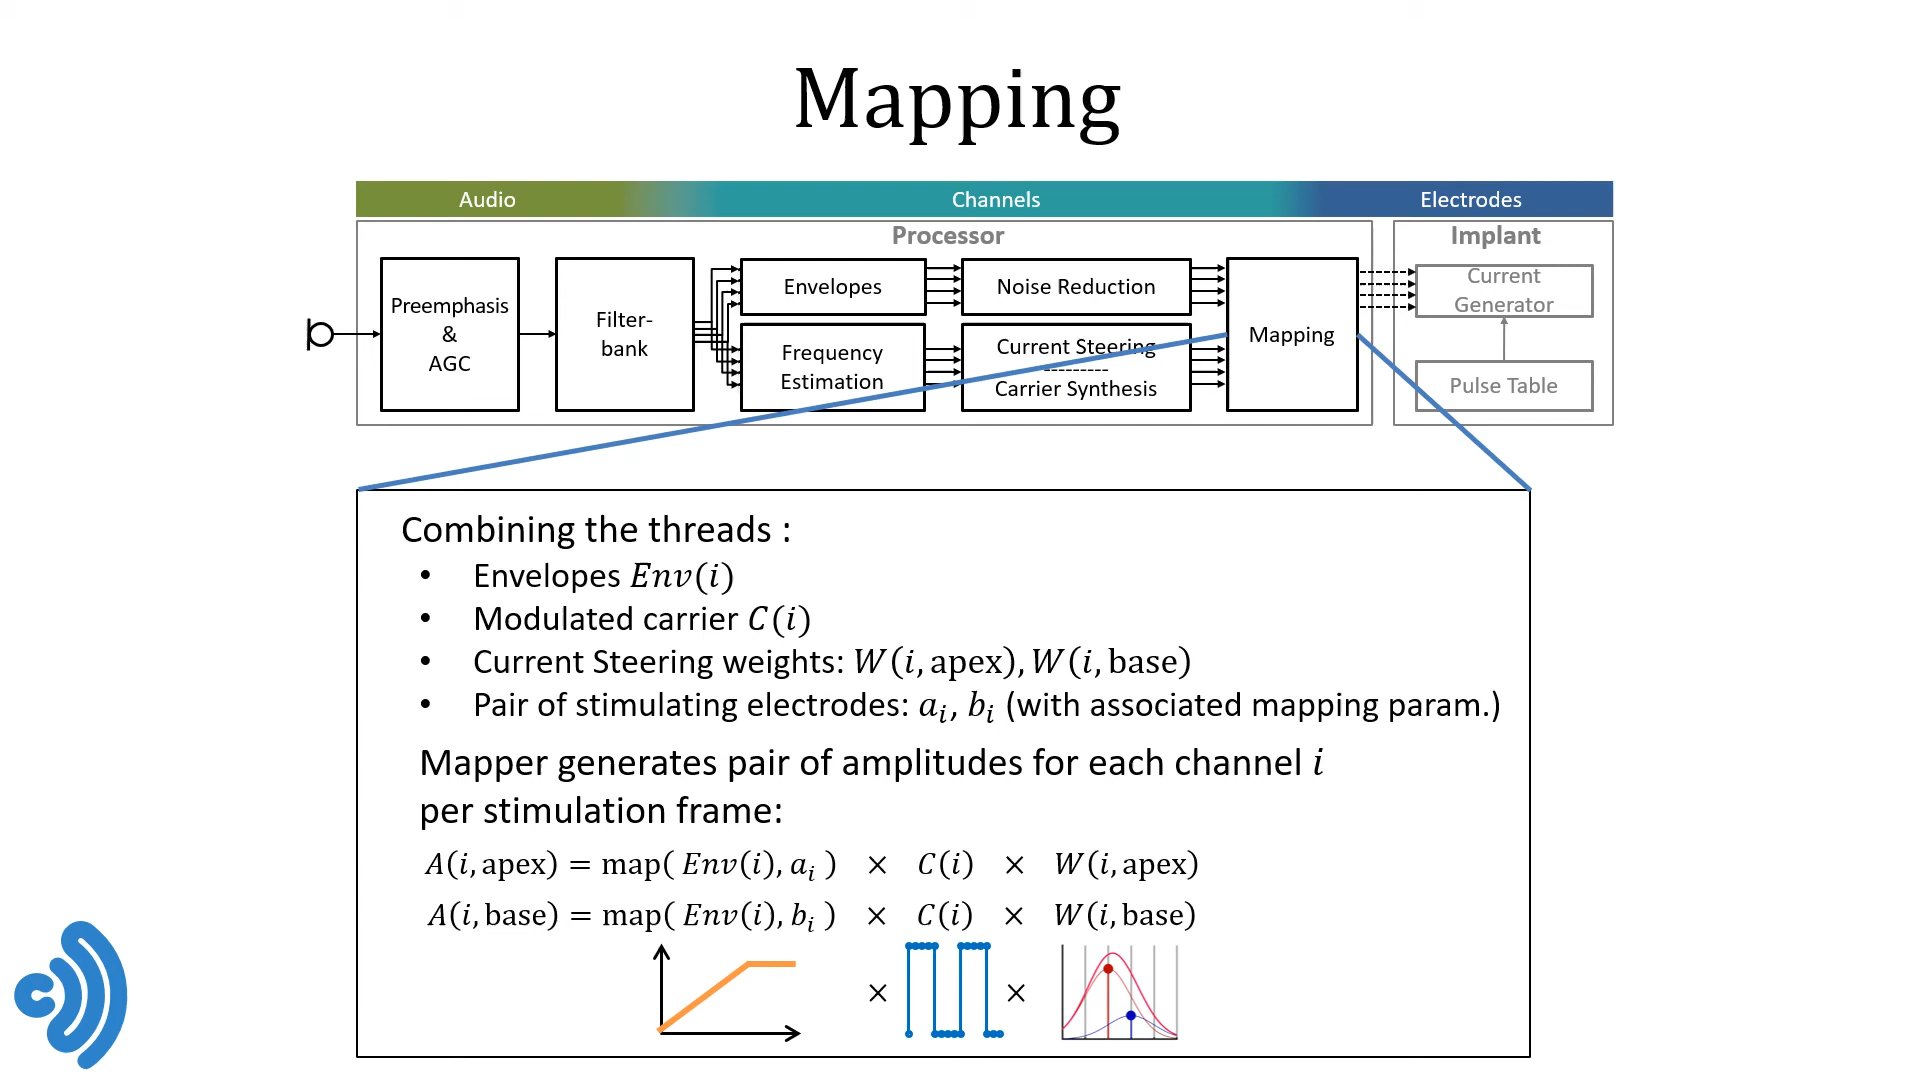 Mapping
Audio
Channels
Electrodes
Processor
Implant
Preemphasis
&
AGC
Filter-
bank
Envelopes
Frequency
Estimation
Noise Reduction
Current Steering
---------
Carrier Synthesis
Mapping
Current
Generator
Pulse Table
Combining the threads :
• Envelopes Env(i)
• Modulated carrier C(i)
• Current Steering weights: W(i, apex), W(i, base)
• Pair of stimulating electrodes: aᵢ, bᵢ (with associated mapping param.)
Mapper generates pair of amplitudes for each channel i
per stimulation frame:
A(i, apex) = map( Env(i), aᵢ ) × C(i) × W(i, apex)
A(i, base) = map( Env(i), bᵢ ) × C(i) × W(i, base)
× ×